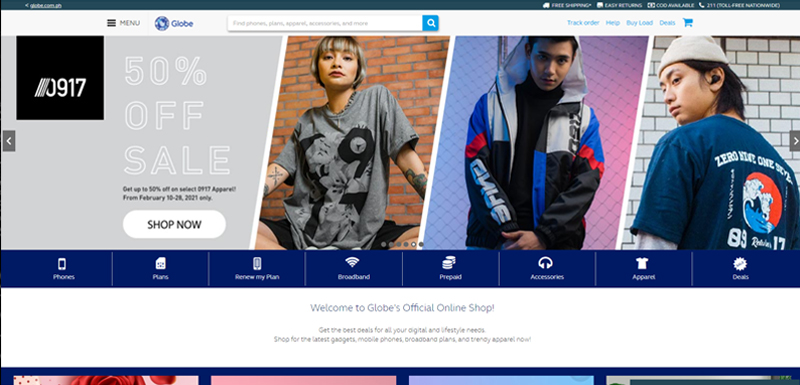 < globe.com.ph
FREE SHIPPING*
EASY RETURNS
COD AVAILABLE
211 (TOLL-FREE NATIONWIDE)
MENU
Globe
Find phones, plans, apparel, accessories, and more
Track order
Help
Buy Load
Deals
///0917
50%
OFF
SALE
Get up to 50% off on select 0917 Apparel!
From February 10-28, 2021 only.
SHOP NOW
ZERO NINE ONE SEVEN
09 17
Phones
Plans
Renew my Plan
Broadband
Prepaid
Accessories
Apparel
Deals
Welcome to Globe's Official Online Shop!
Get the best deals for all your digital and lifestyle needs.
Shop for the latest gadgets, mobile phones, broadband plans, and trendy apparel now!